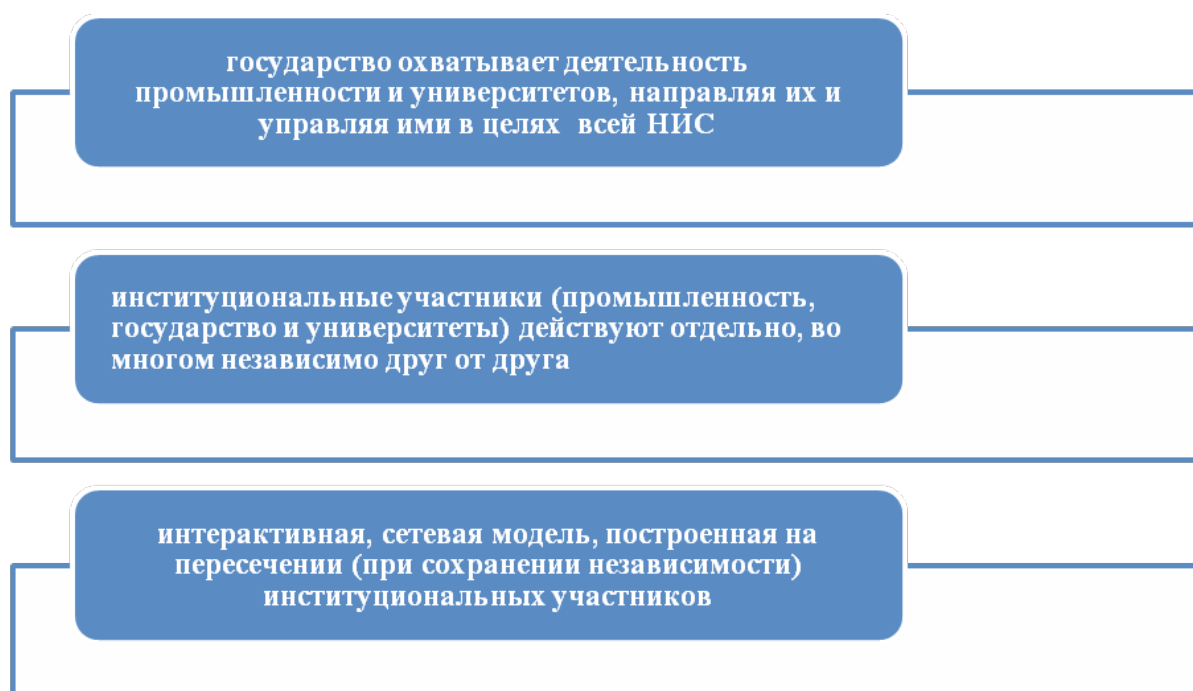 государство охватывает деятельность
промышленности и университетов, направляя их и
управляя ими в целях всей НИС
институциональные участники (промышленность,
государство и университеты) действуют отдельно, во
многом независимо друг от друга
интерактивная, сетевая модель, построенная на
пересечении (при сохранении независимости)
институциональных участников